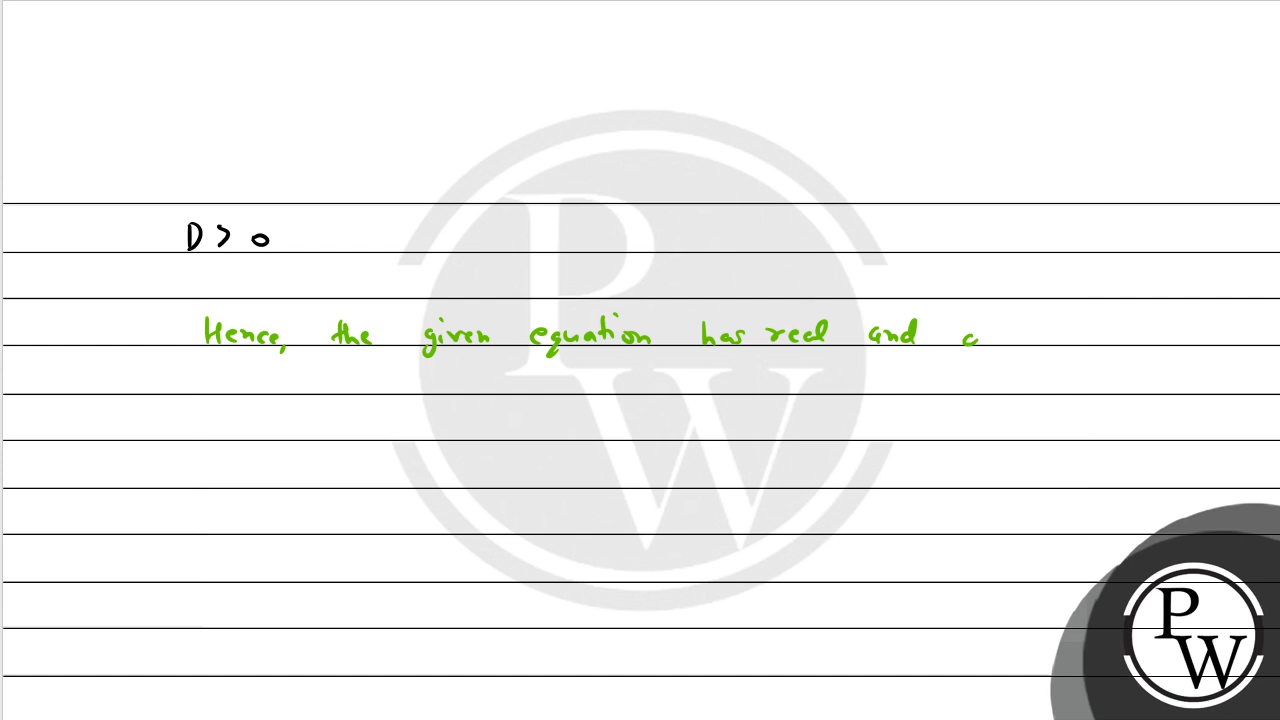 D > 0
Hence, the given equation has real and
P
W
P
W